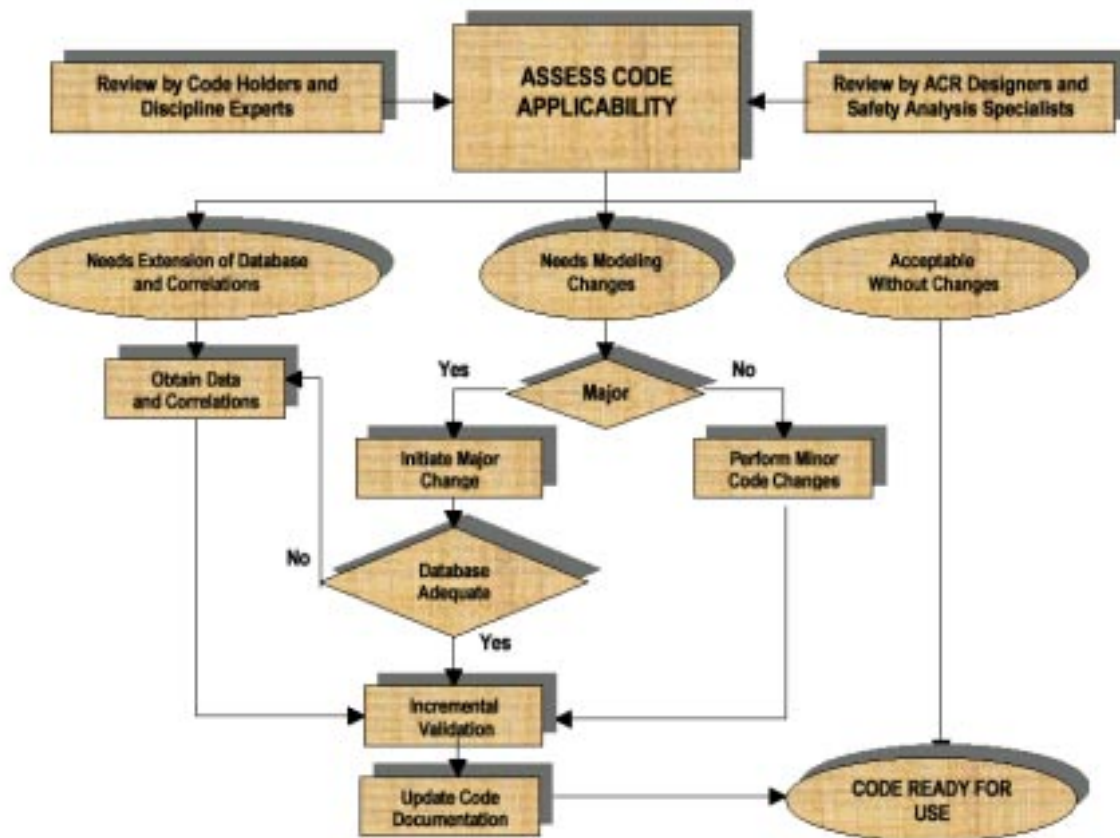 ASSESS CODE
APPLICABILITY
Review by Code Holders and
Discipline Experts
Review by ACR Designers and
Safety Analysis Specialists
Needs Extension of Database
and Correlations
Needs Modeling
Changes
Acceptable
Without Changes
Obtain Data
and Correlations
Yes
Major
No
Initiate Major
Change
Perform Minor
Code Changes
No
Database
Adequate
Yes
Incremental
Validation
Update Code
Documentation
CODE READY FOR
USE